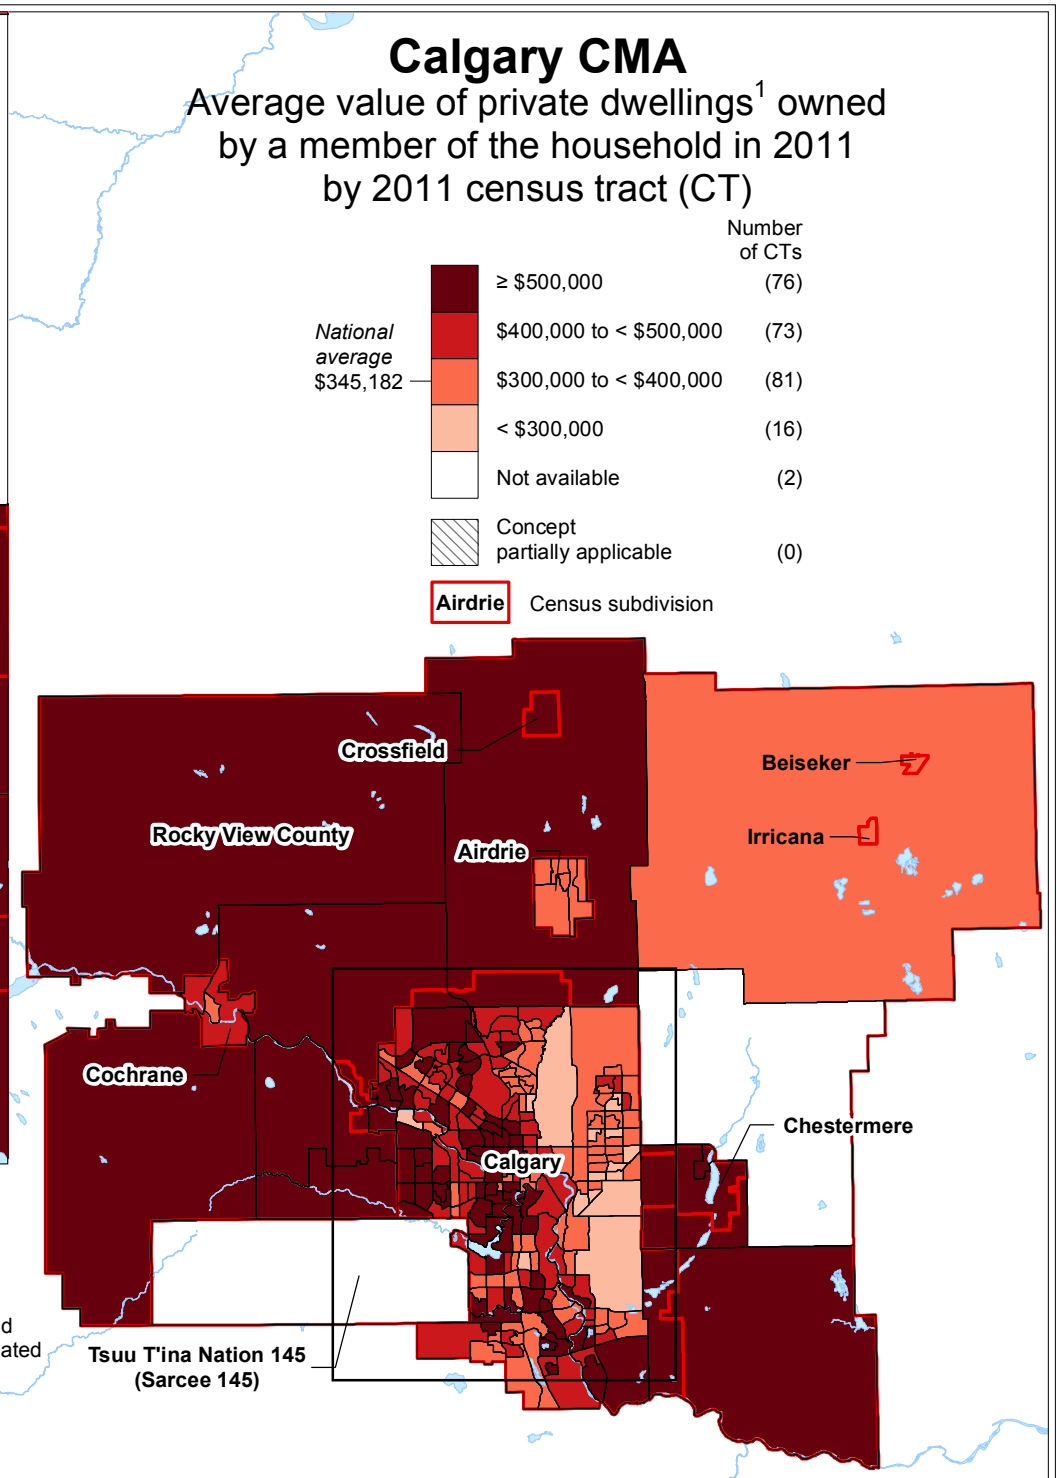 Calgary CMA
Average value of private dwellings¹ owned
by a member of the household in 2011
by 2011 census tract (CT)
Number
of CTs
≥ $500,000 (76)
$400,000 to < $500,000 (73)
National
average
$345,182
$300,000 to < $400,000 (81)
< $300,000 (16)
Not available (2)
Concept
partially applicable (0)
Airdrie Census subdivision
Crossfield
Beiseker
Rocky View County
Irricana
Airdrie
Cochrane
Chestermere
Calgary
d
ated
Tsuu T'ina Nation 145
(Sarcee 145)